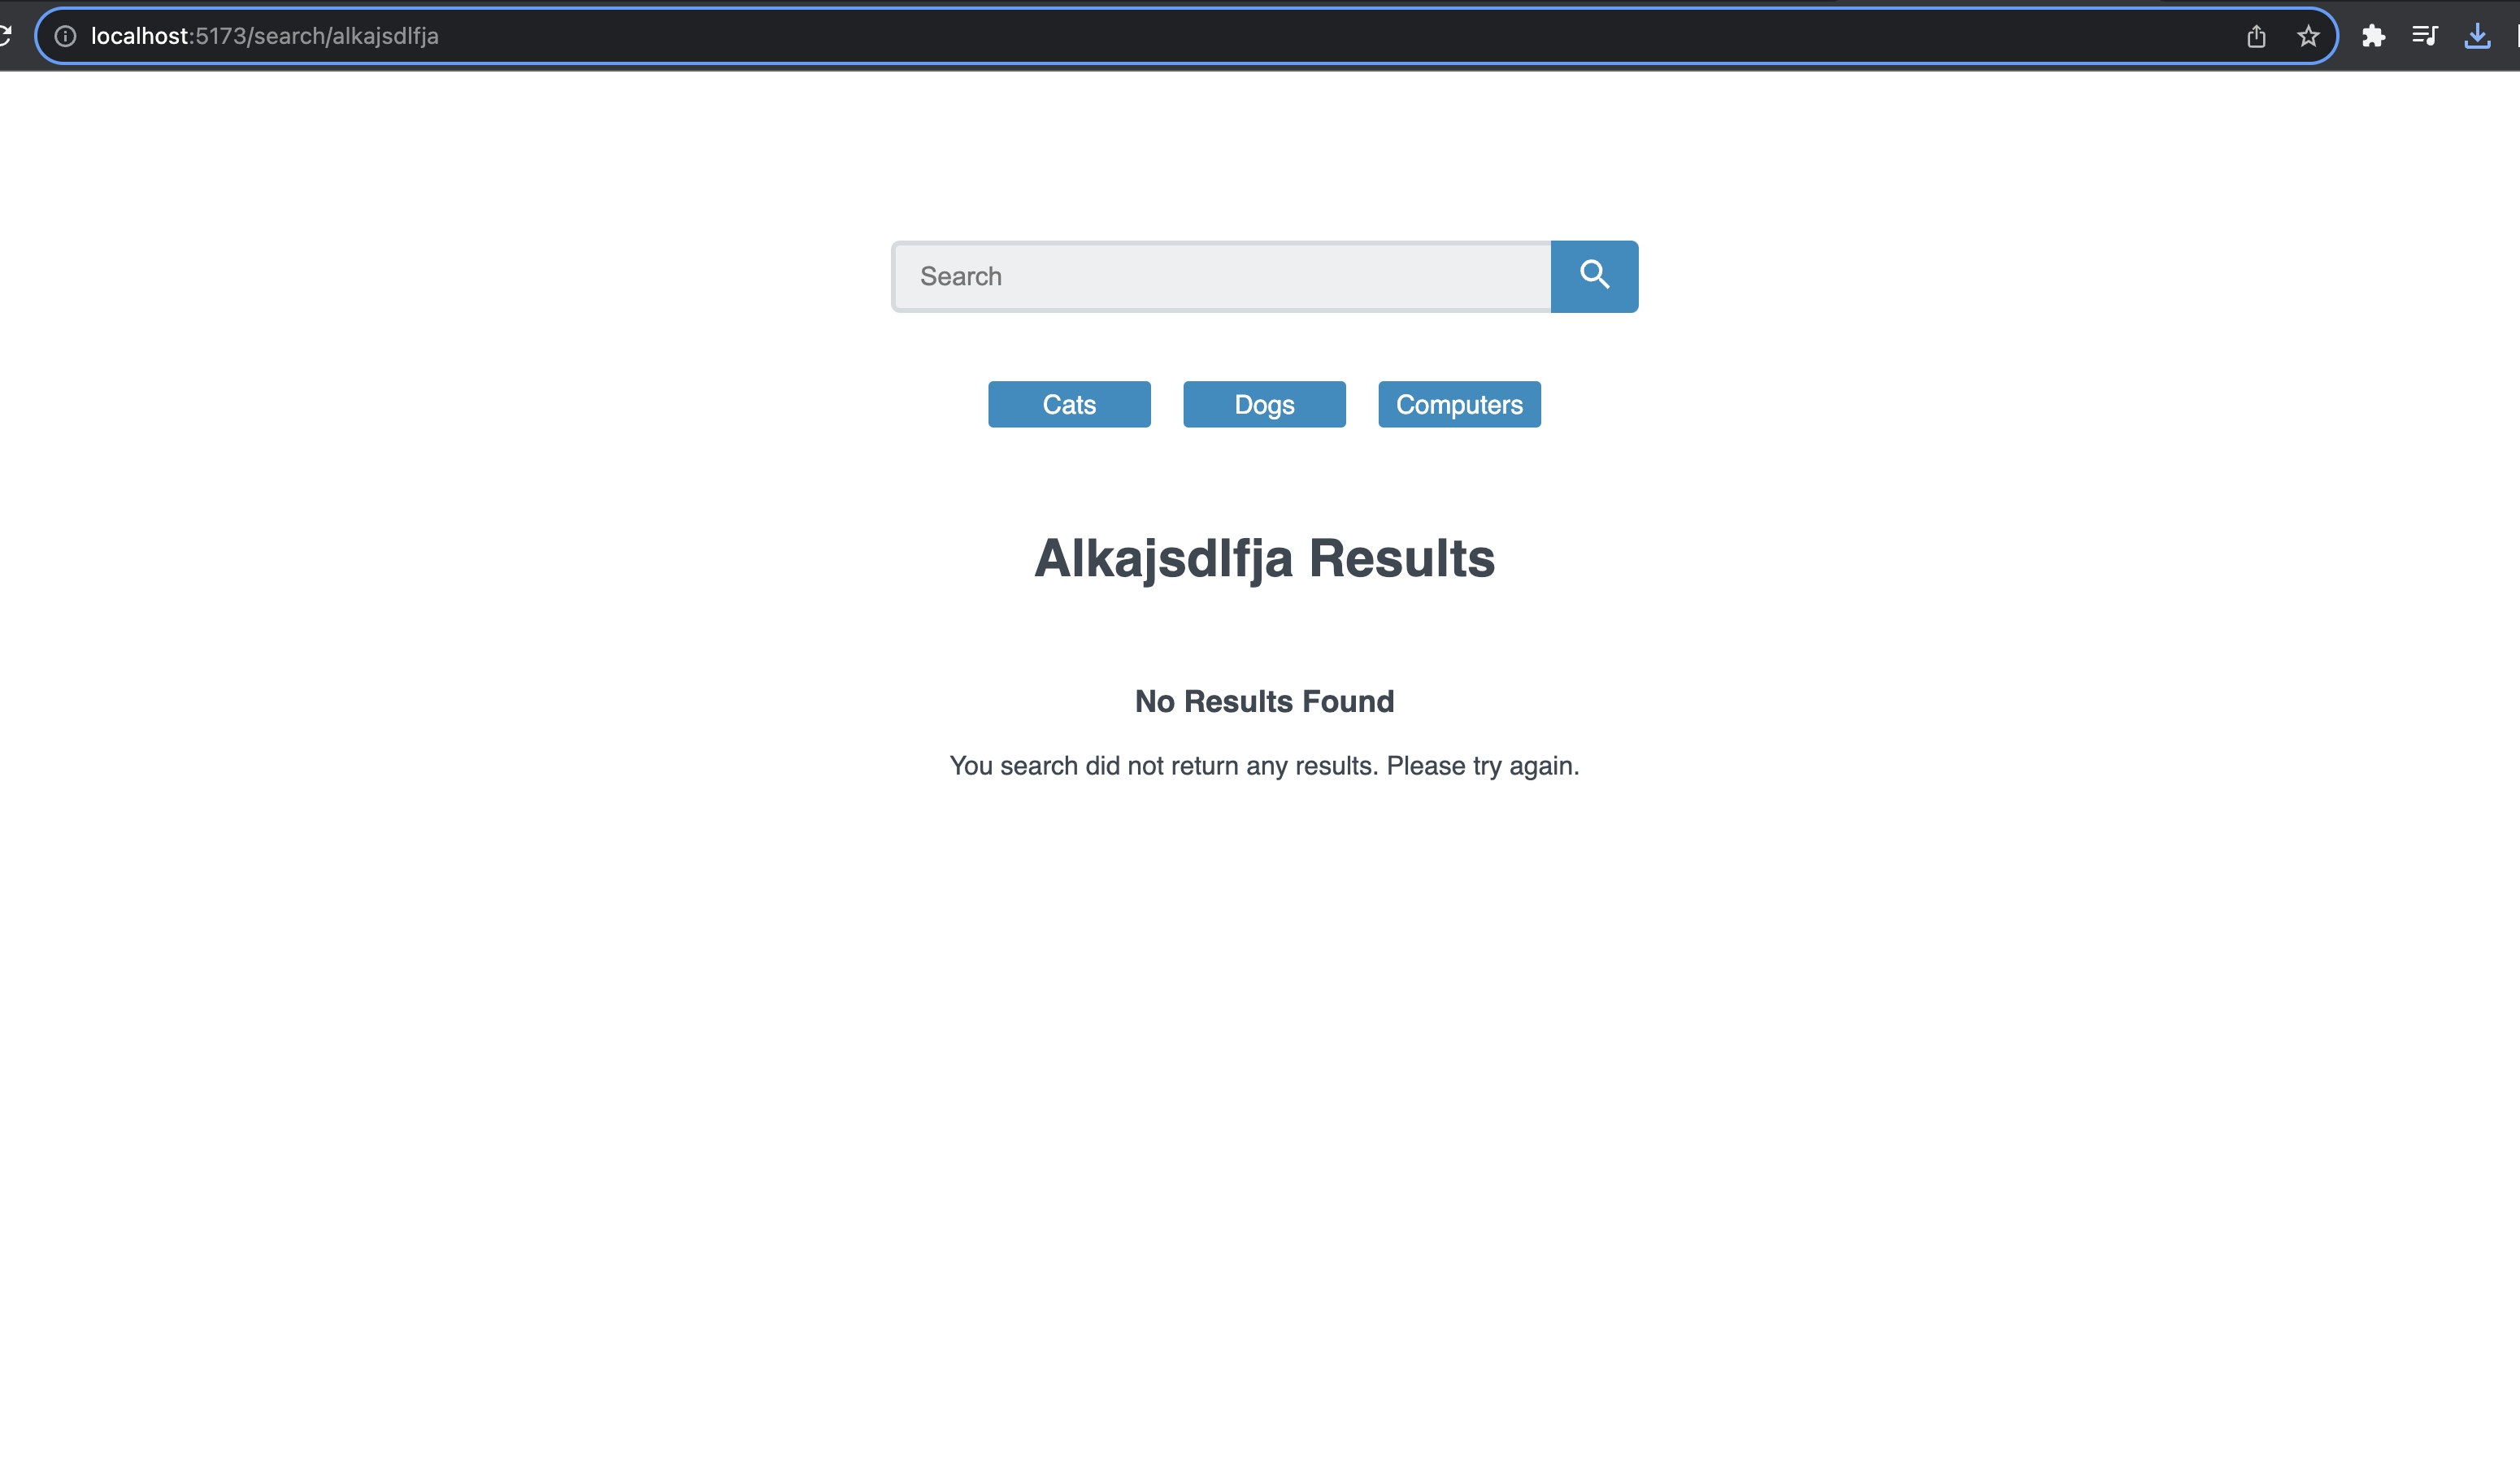 localhost:5173/search/alkajsdlfja
Search
Cats Dogs Computers
Alkajsdlfja Results
No Results Found
You search did not return any results. Please try again.